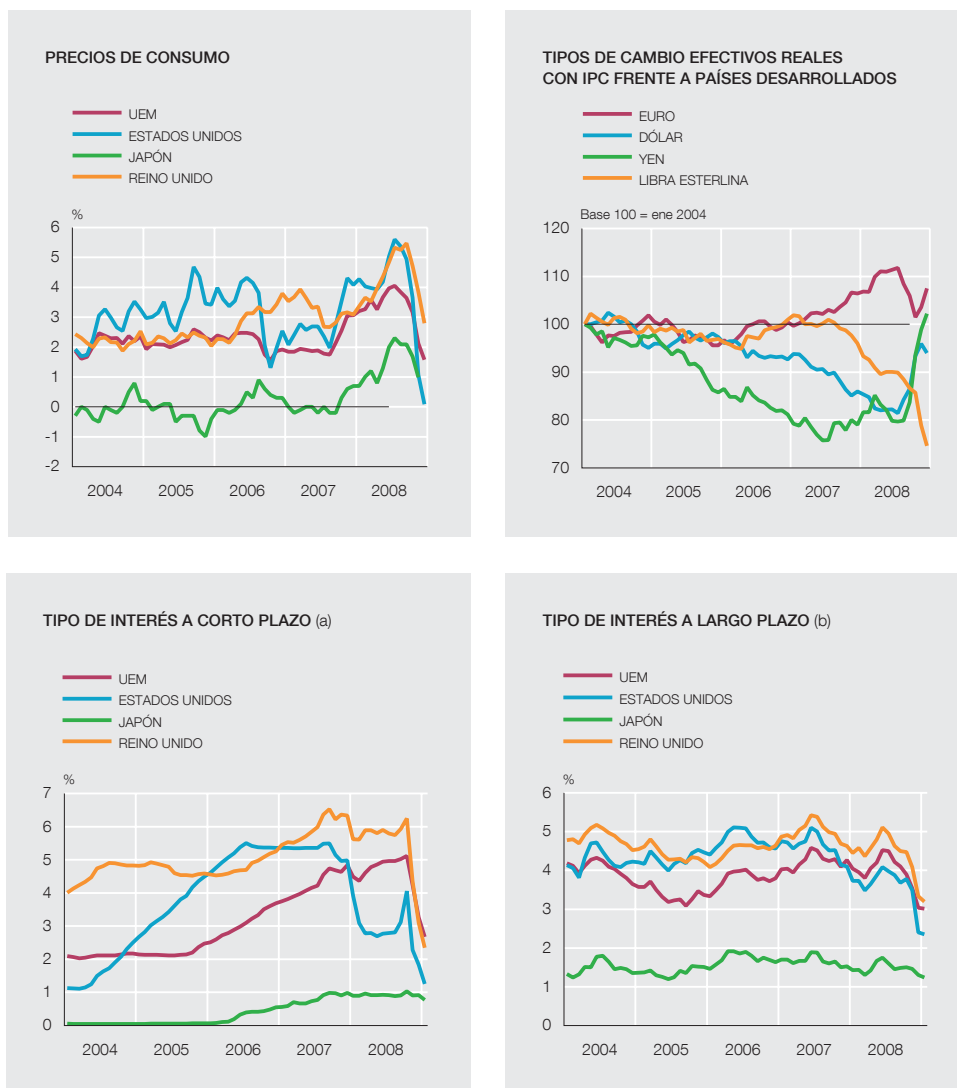 PRECIOS DE CONSUMO
UEM
ESTADOS UNIDOS
JAPÓN
REINO UNIDO
%
6
5
4
3
2
1
0
-1
-2
2004 2005 2006 2007 2008
TIPOS DE CAMBIO EFECTIVOS REALES
CON IPC FRENTE A PAÍSES DESARROLLADOS
EURO
DÓLAR
YEN
LIBRA ESTERLINA
Base 100 = ene 2004
120
110
100
90
80
70
2004 2005 2006 2007 2008
TIPO DE INTERÉS A CORTO PLAZO (a)
UEM
ESTADOS UNIDOS
JAPÓN
REINO UNIDO
%
7
6
5
4
3
2
1
0
2004 2005 2006 2007 2008
TIPO DE INTERÉS A LARGO PLAZO (b)
UEM
ESTADOS UNIDOS
JAPÓN
REINO UNIDO
%
6
5
4
3
2
1
0
2004 2005 2006 2007 2008